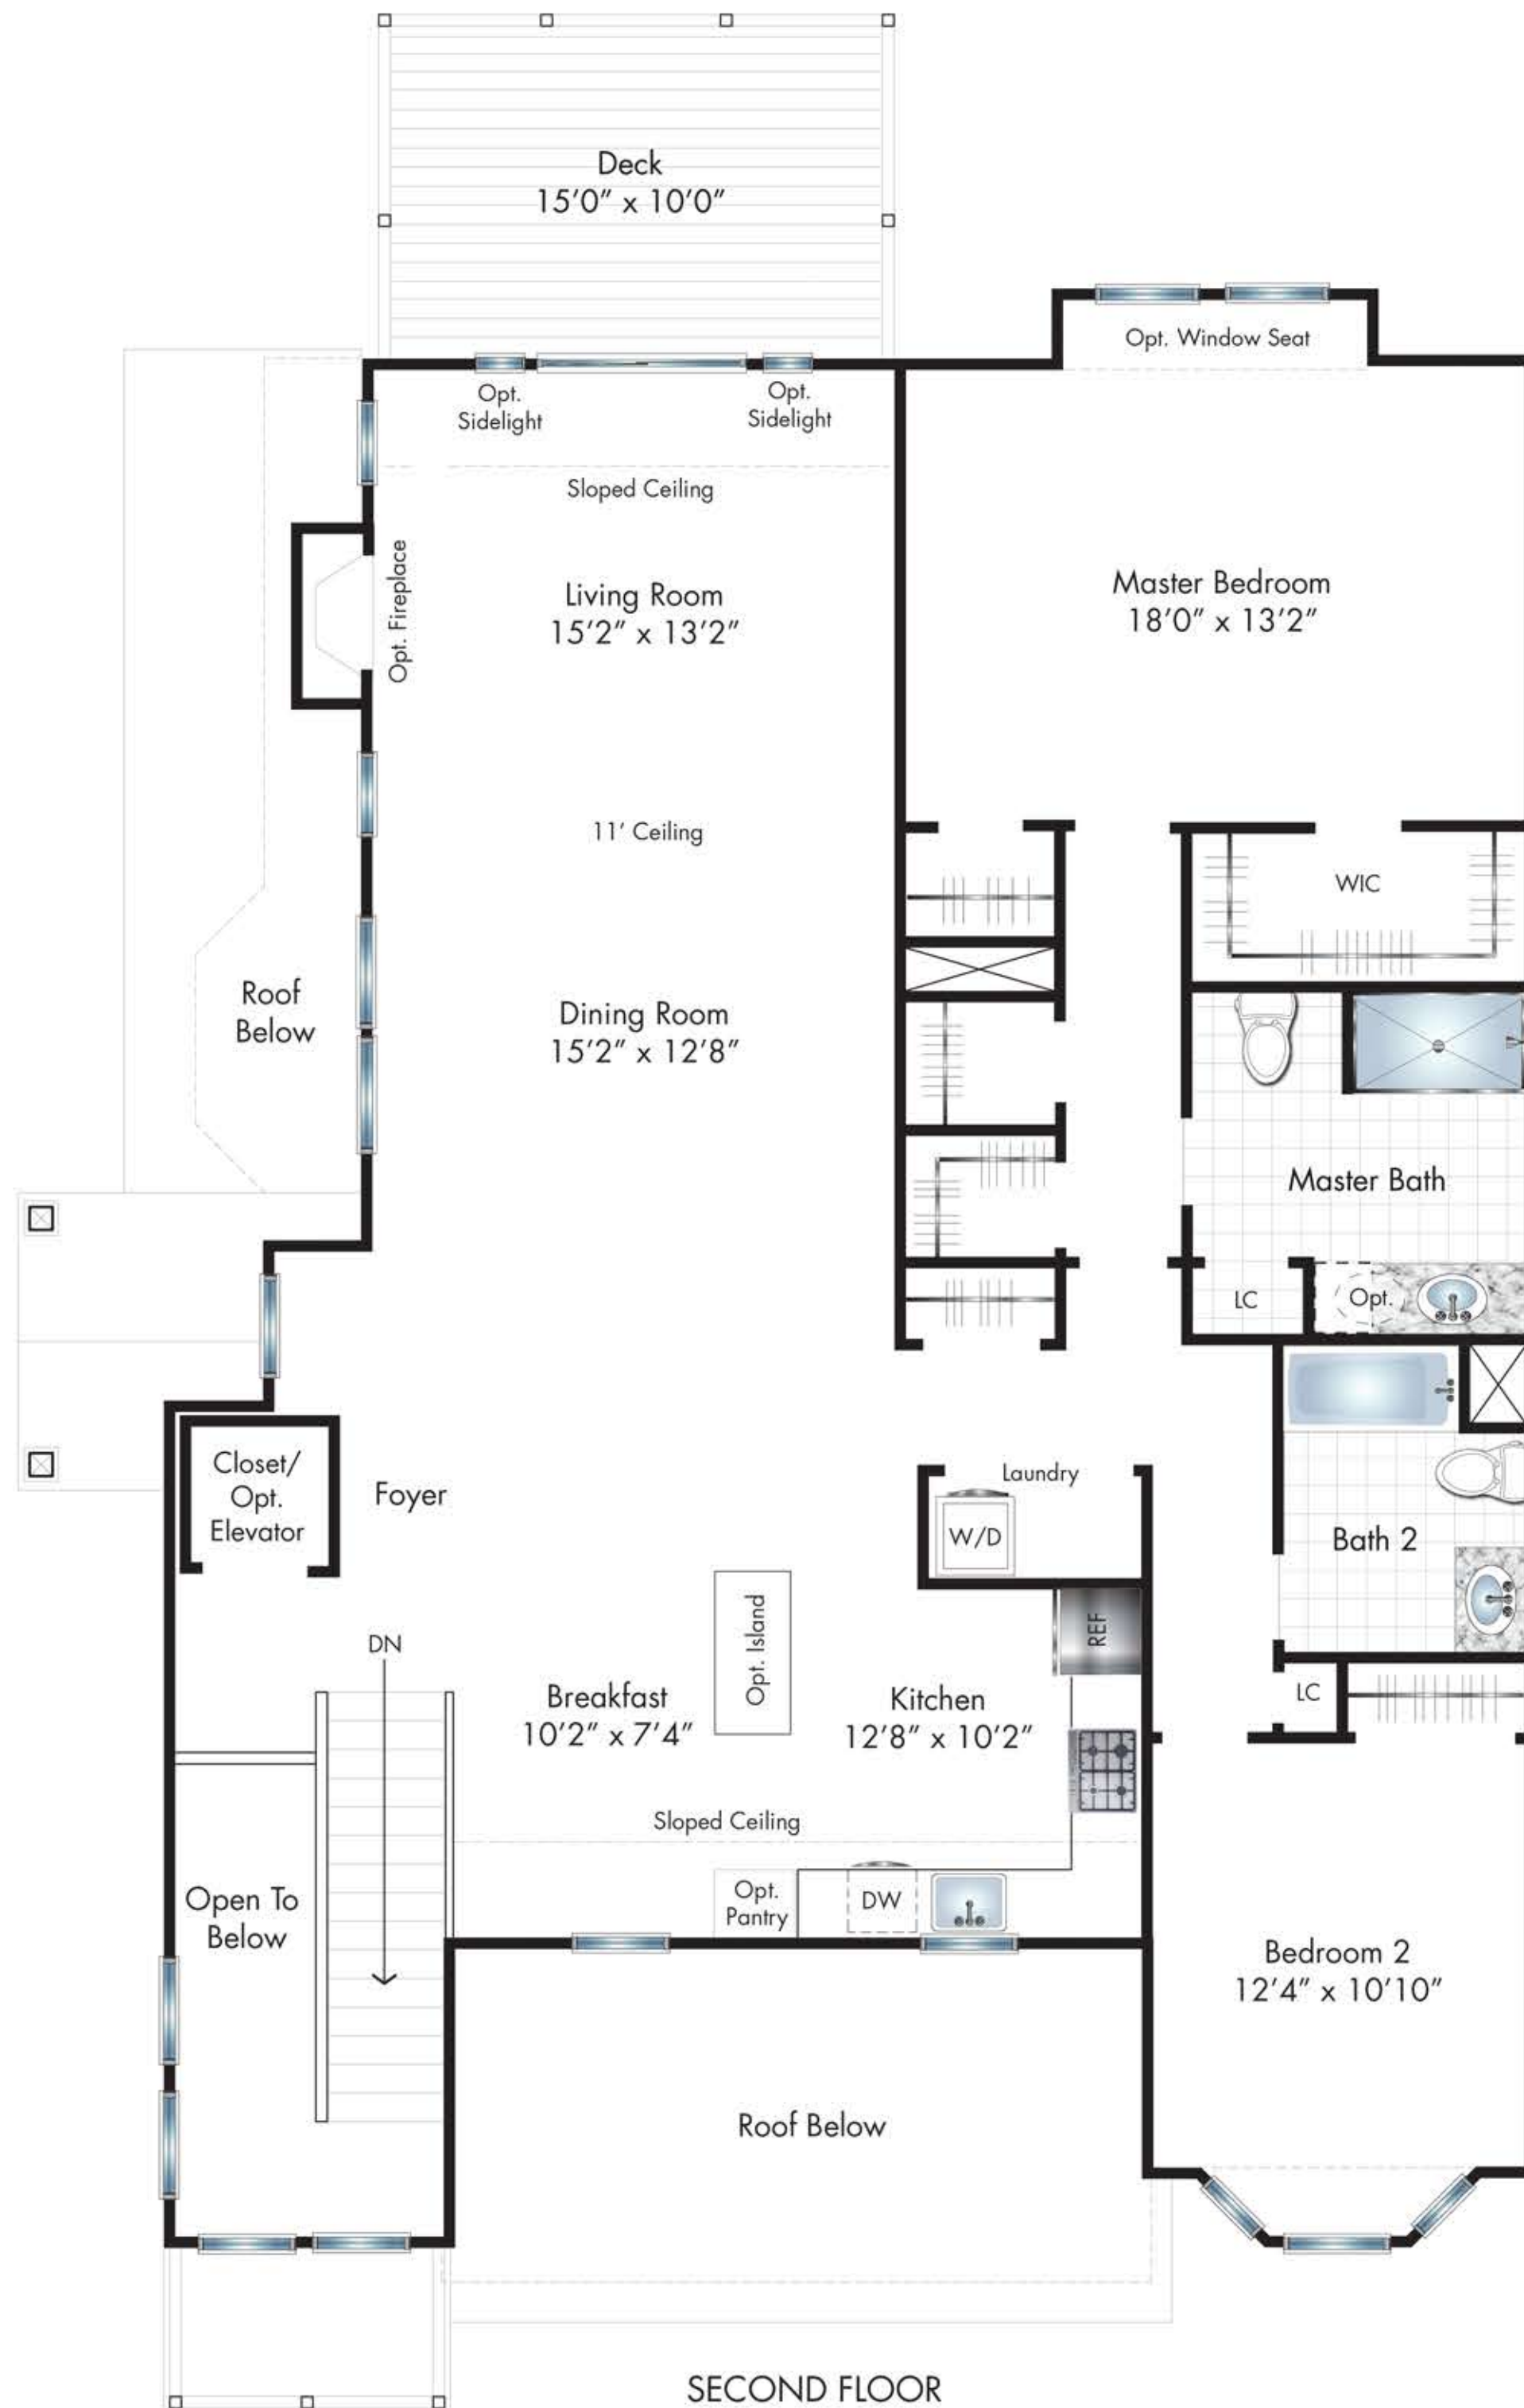 Deck
15'0" x 10'0"
Opt. Window Seat
Opt.
Sidelight
Opt.
Sidelight
Sloped Ceiling
Opt. Fireplace
Living Room
15'2" x 13'2"
Master Bedroom
18'0" x 13'2"
11' Ceiling
WIC
Roof
Below
Dining Room
15'2" x 12'8"
Master Bath
LC
Opt.
Closet/
Opt.
Elevator
Foyer
Laundry
W/D
Bath 2
DN
Opt. Island
REF
Breakfast
10'2" x 7'4"
Kitchen
12'8" x 10'2"
LC
Sloped Ceiling
Open To
Below
Opt.
Pantry
DW
Bedroom 2
12'4" x 10'10"
Roof Below
SECOND FLOOR